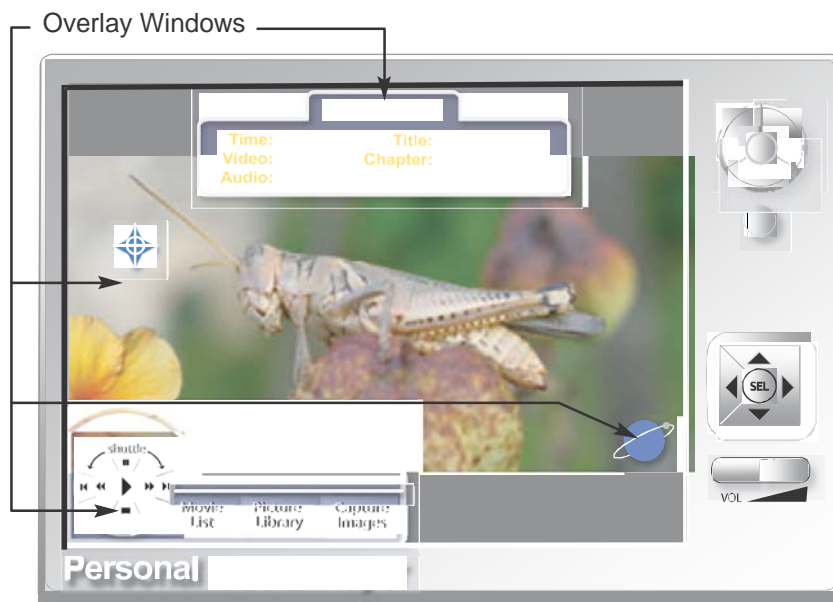 Overlay Windows
Time: Title:
Video: Chapter:
Audio:
SEL
shuttle
Movie Picture Capture
List Library Images
VOL
Personal